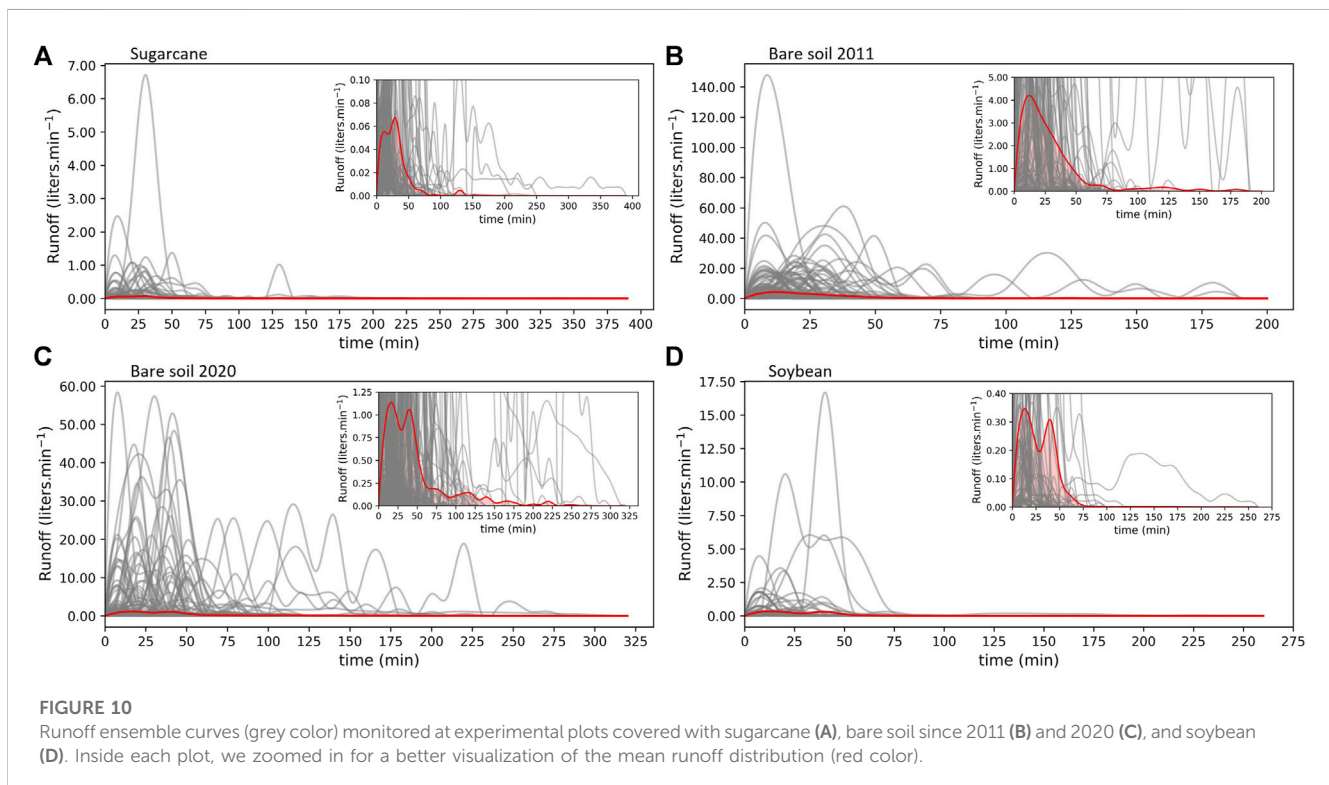 A
Sugarcane
7.00
6.00
5.00
4.00
3.00
2.00
1.00
0.00
Runoff (liters.min⁻¹)
0 25 50 75 100 125 150 175 200 225 250 275 300 325 350 375 400
time (min)
0.10
0.08
0.06
0.04
0.02
0.00
Runoff (liters.min⁻¹)
0 50 100 150 200 250 300 350 400
time (min)
B
Bare soil 2011
140.00
120.00
100.00
80.00
60.00
40.00
20.00
0.00
Runoff (liters.min⁻¹)
0 25 50 75 100 125 150 175 200
time (min)
5.00
4.00
3.00
2.00
1.00
0.00
Runoff (liters.min⁻¹)
0 25 50 75 100 125 150 175 200
time (min)
C
Bare soil 2020
60.00
50.00
40.00
30.00
20.00
10.00
0.00
Runoff (liters.min⁻¹)
0 25 50 75 100 125 150 175 200 225 250 275 300 325
time (min)
1.25
1.00
0.75
0.50
0.25
0.00
Runoff (liters.min⁻¹)
0 25 50 75 100 125 150 175 200 225 250 275 300 325
time (min)
D
Soybean
17.50
15.00
12.50
10.00
7.50
5.00
2.50
0.00
Runoff (liters.min⁻¹)
0 25 50 75 100 125 150 175 200 225 250 275
time (min)
0.40
0.30
0.20
0.10
0.00
Runoff (liters.min⁻¹)
0 25 50 75 100 125 150 175 200 225 250 275
time (min)
FIGURE 10
Runoff ensemble curves (grey color) monitored at experimental plots covered with sugarcane (A), bare soil since 2011 (B) and 2020 (C), and soybean
(D). Inside each plot, we zoomed in for a better visualization of the mean runoff distribution (red color).